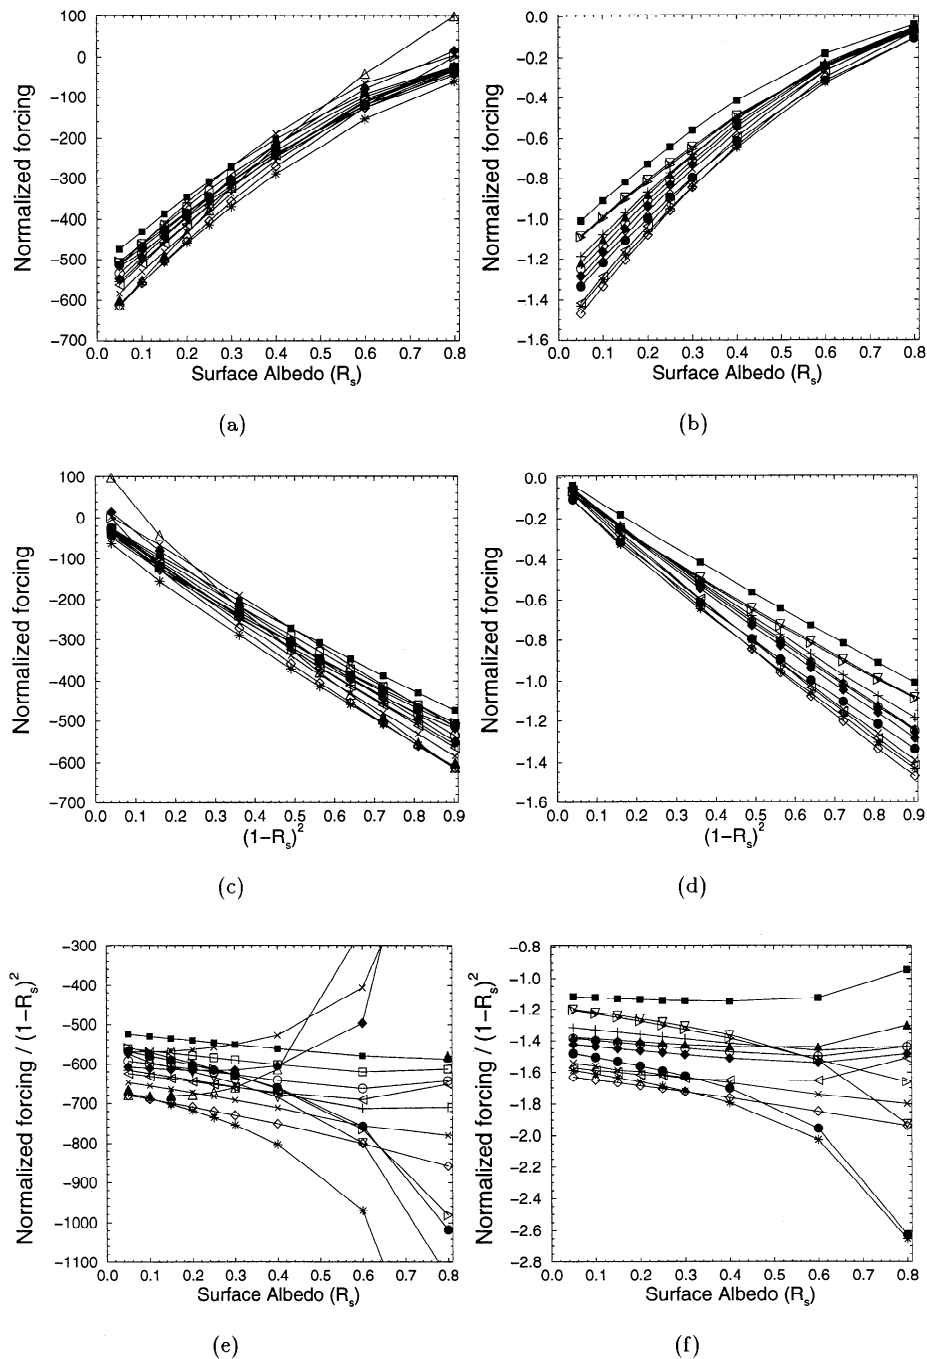 100
0
−100
−200
−300
−400
−500
−600
−700
Normalized forcing
0.0 0.1 0.2 0.3 0.4 0.5 0.6 0.7 0.8
Surface Albedo (Rs)
(a)
0.0
−0.2
−0.4
−0.6
−0.8
−1.0
−1.2
−1.4
−1.6
Normalized forcing
0.0 0.1 0.2 0.3 0.4 0.5 0.6 0.7 0.8
Surface Albedo (Rs)
(b)
100
0
−100
−200
−300
−400
−500
−600
−700
Normalized forcing
0.0 0.1 0.2 0.3 0.4 0.5 0.6 0.7 0.8 0.9
(1−Rs)²
(c)
0.0
−0.2
−0.4
−0.6
−0.8
−1.0
−1.2
−1.4
−1.6
Normalized forcing
0.0 0.1 0.2 0.3 0.4 0.5 0.6 0.7 0.8 0.9
(1−Rs)²
(d)
−300
−400
−500
−600
−700
−800
−900
−1000
−1100
Normalized forcing / (1−Rs)²
0.0 0.1 0.2 0.3 0.4 0.5 0.6 0.7 0.8
Surface Albedo (Rs)
(e)
−0.8
−1.0
−1.2
−1.4
−1.6
−1.8
−2.0
−2.2
−2.4
−2.6
−2.8
Normalized forcing / (1−Rs)²
0.0 0.1 0.2 0.3 0.4 0.5 0.6 0.7 0.8
Surface Albedo (Rs)
(f)